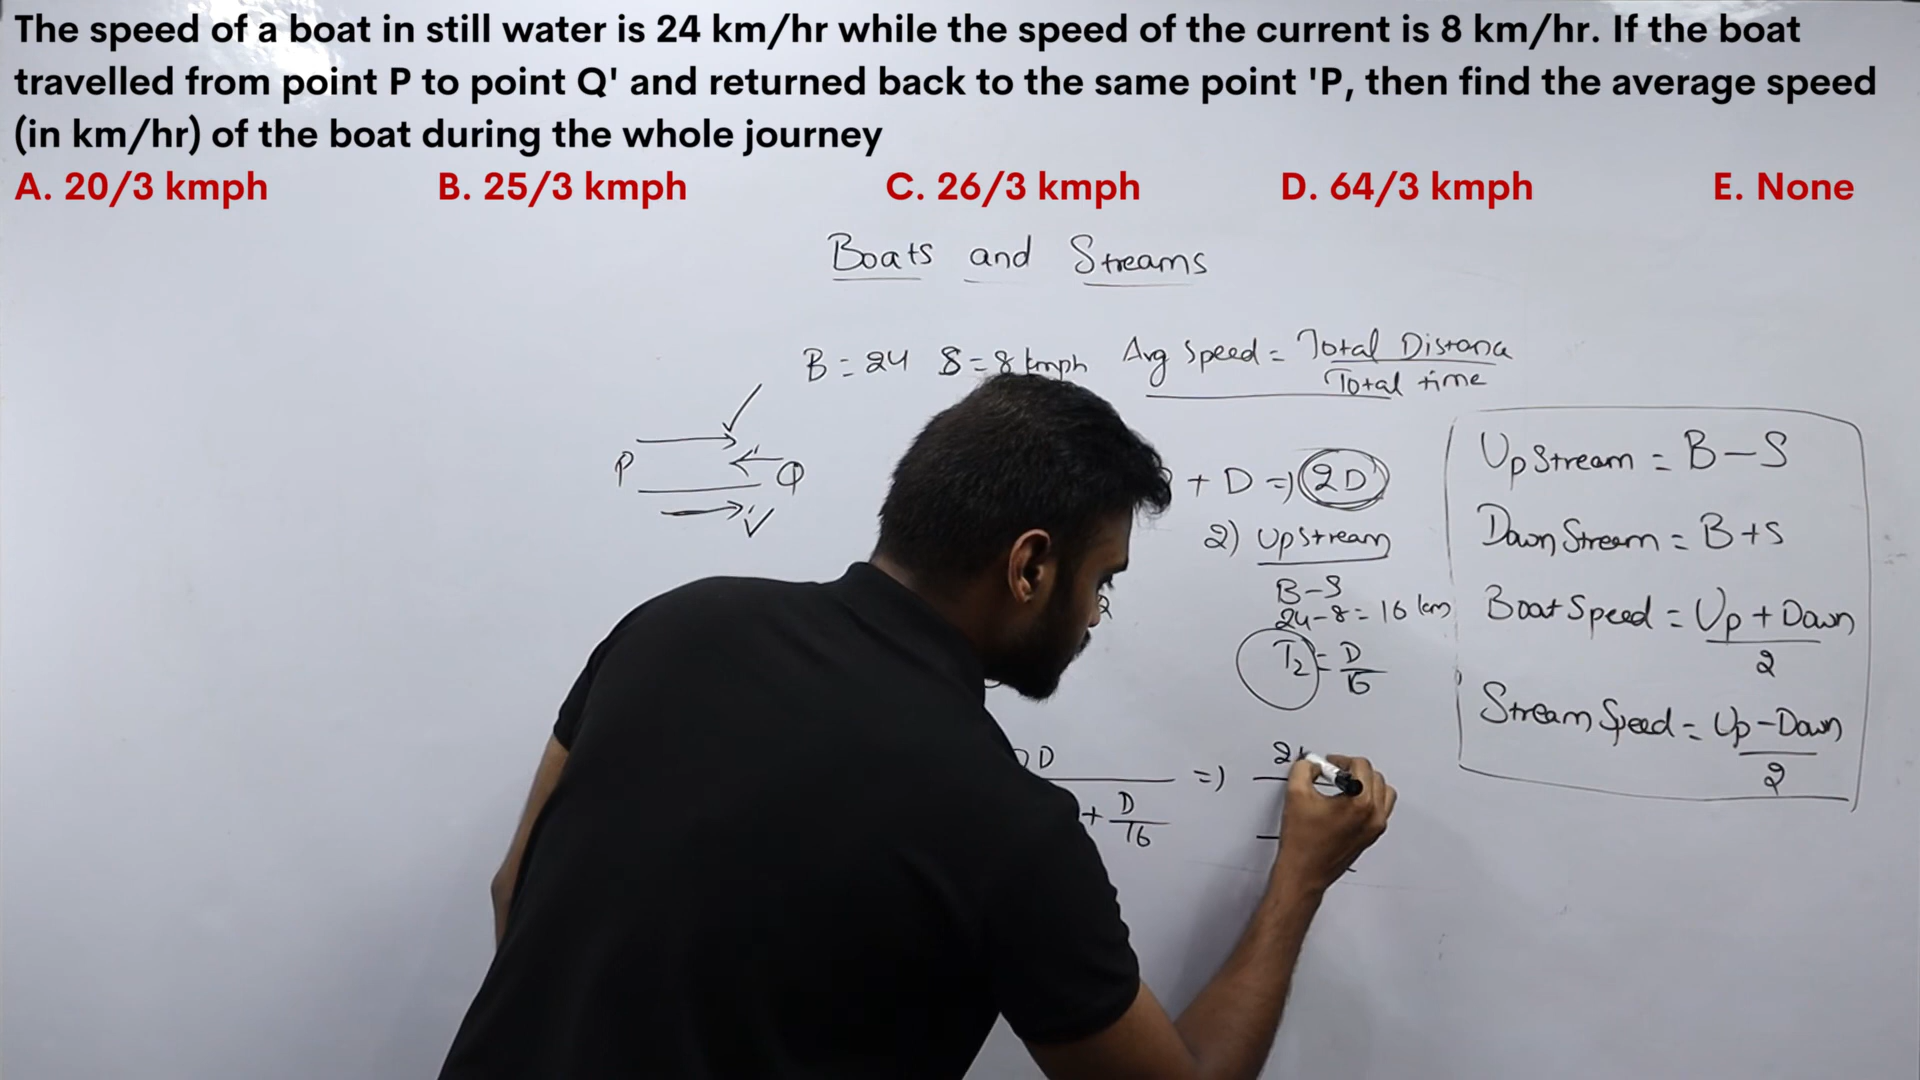 The speed of a boat in still water is 24 km/hr while the speed of the current is 8 km/hr. If the boat
travelled from point P to point Q' and returned back to the same point 'P, then find the average speed
(in km/hr) of the boat during the whole journey
A. 20/3 kmph B. 25/3 kmph C. 26/3 kmph D. 64/3 kmph E. None
Boats and Streams
B = 24 S = 8 kmph Avg Speed = Total Distana
Total time
P Q
+ D => 2D
2) Upstream
B-S
24-8 = 16 km
T2 = D
16
D
+ D
16
=>
UpStream = B-S
DownStream = B+S
Boat Speed = Up + Down
2
Stream Speed = Up-Down
2